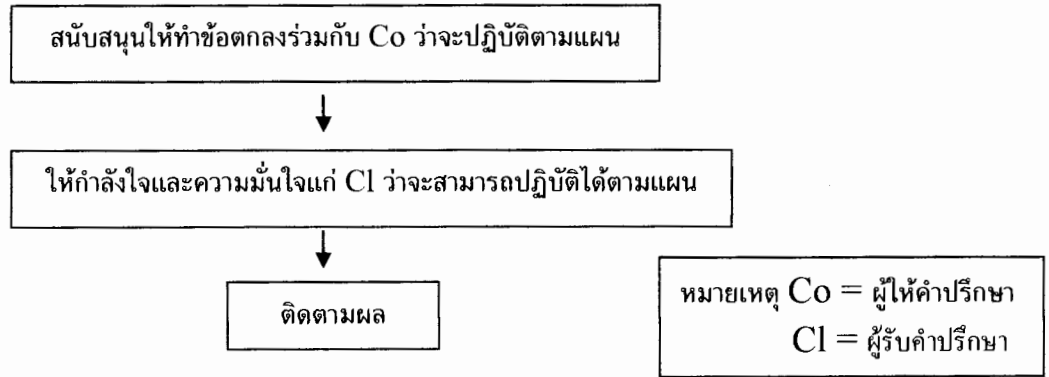 สนับสนุนให้ทำข้อตกลงร่วมกับ Co ว่าจะปฏิบัติตามแผน
ให้กำลังใจและความมั่นใจแก่ Cl ว่าจะสามารถปฏิบัติได้ตามแผน
ติดตามผล
หมายเหตุ Co = ผู้ให้คำปรึกษา
Cl = ผู้รับคำปรึกษา